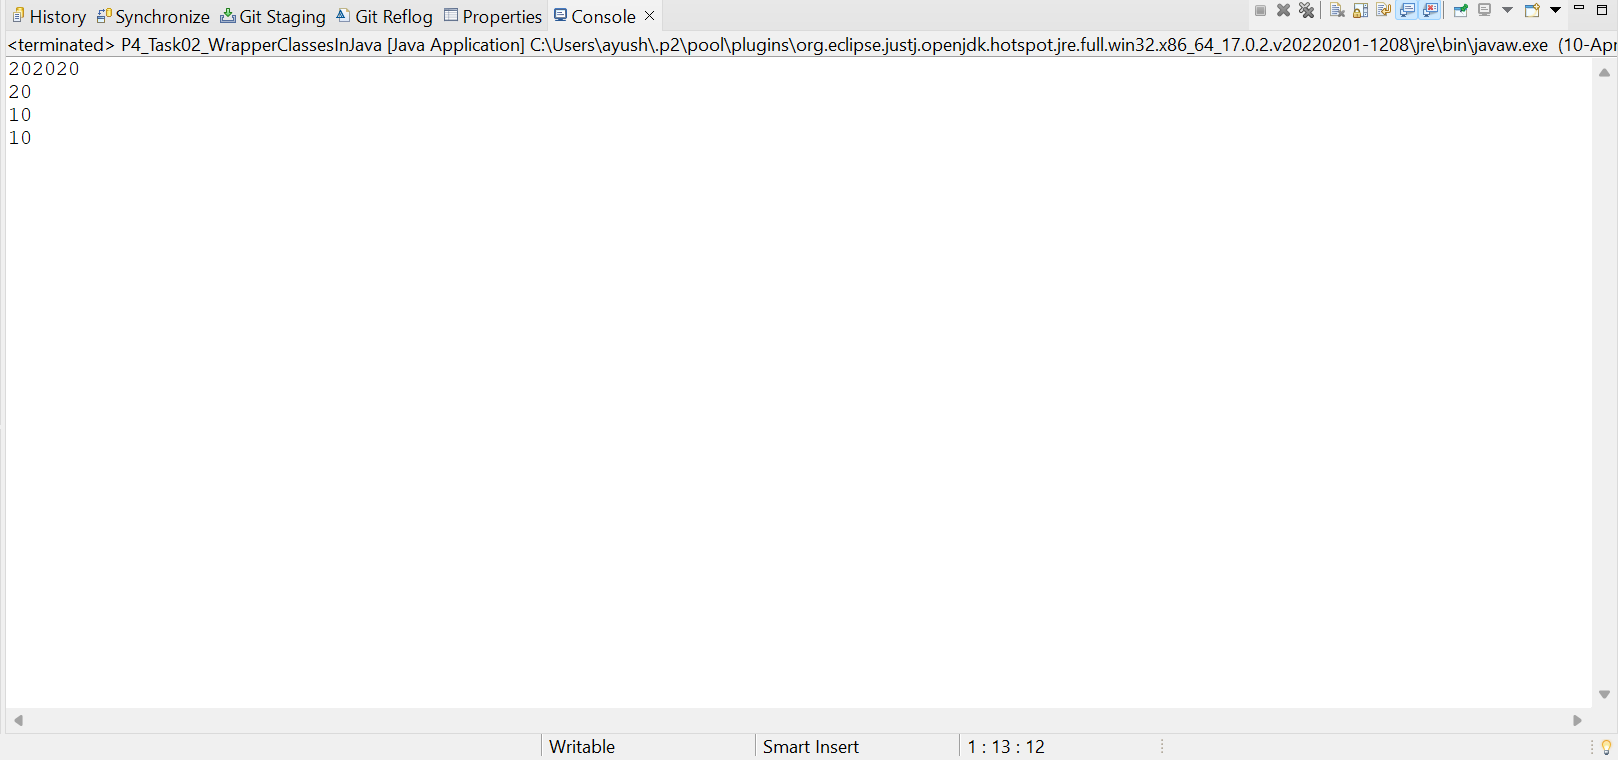 History Synchronize Git Staging Git Reflog Properties Console
<terminated> P4_Task02_WrapperClassesInJava [Java Application] C:\Users\ayush\.p2\pool\plugins\org.eclipse.justj.openjdk.hotspot.jre.full.win32.x86_64_17.0.2.v20220201-1208\jre\bin\javaw.exe (10-Apr
202020
20
10
10
Writable Smart Insert 1 : 13 : 12